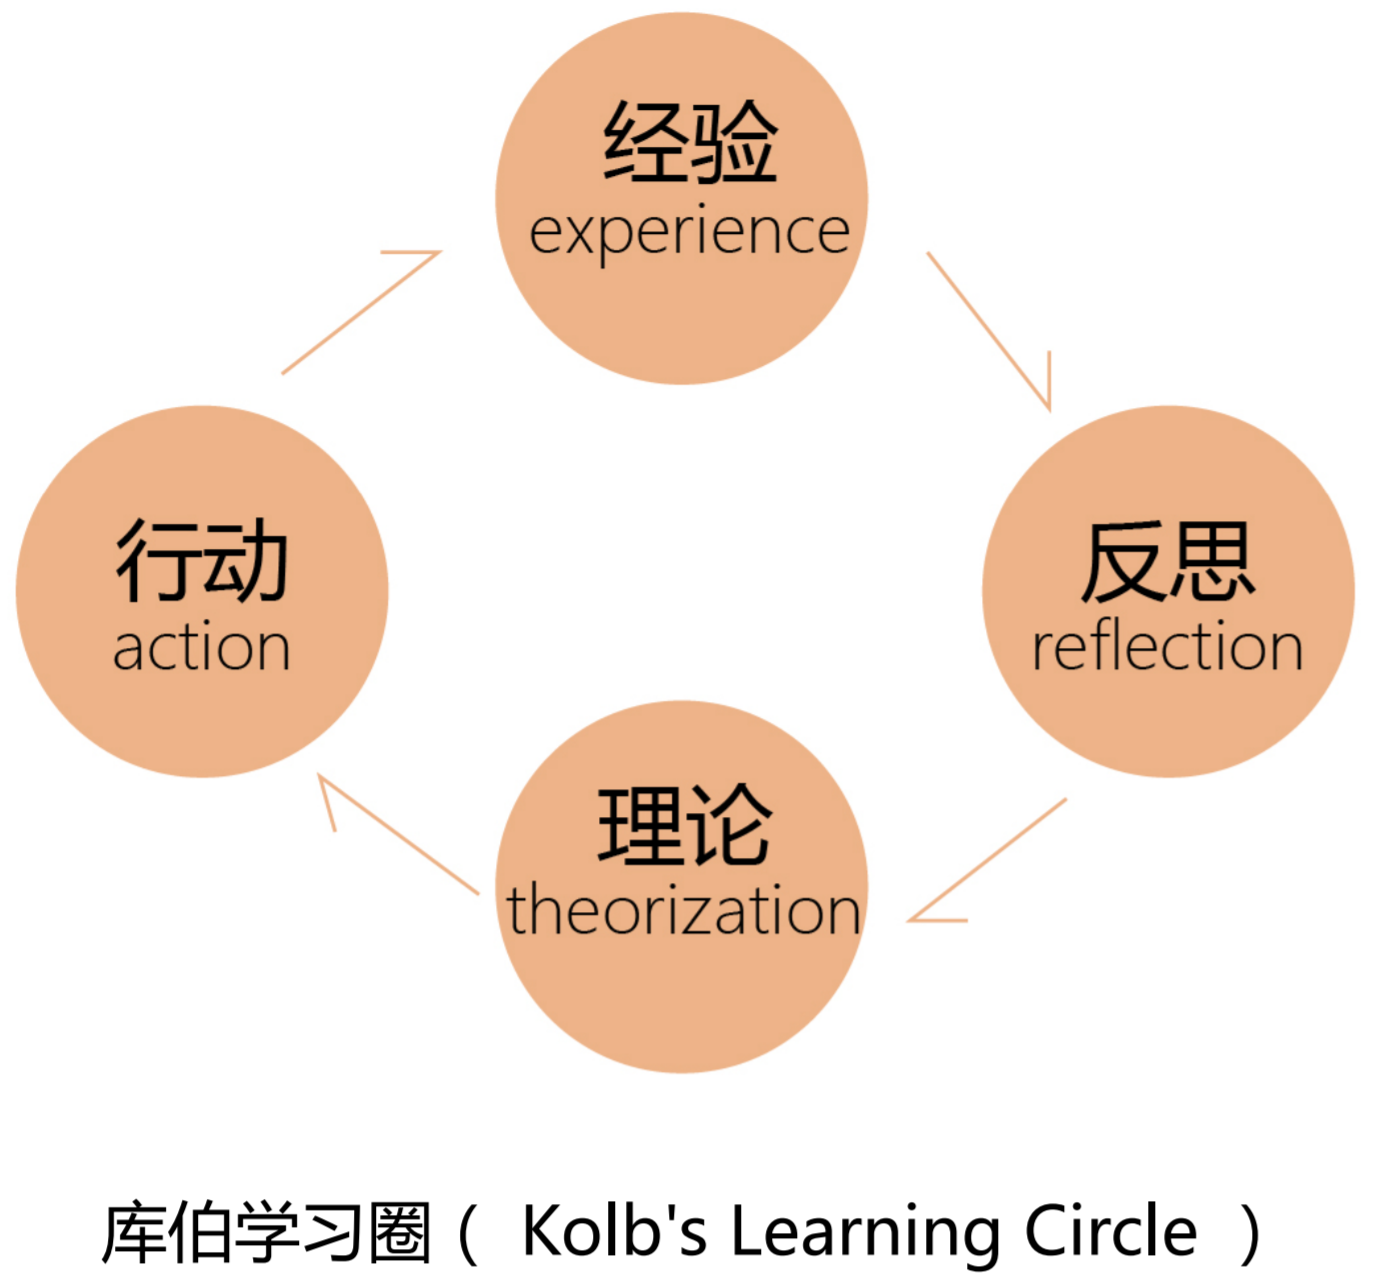 经验
experience
行动
action
反思
reflection
理论
theorization
库伯学习圈（ Kolb's Learning Circle ）